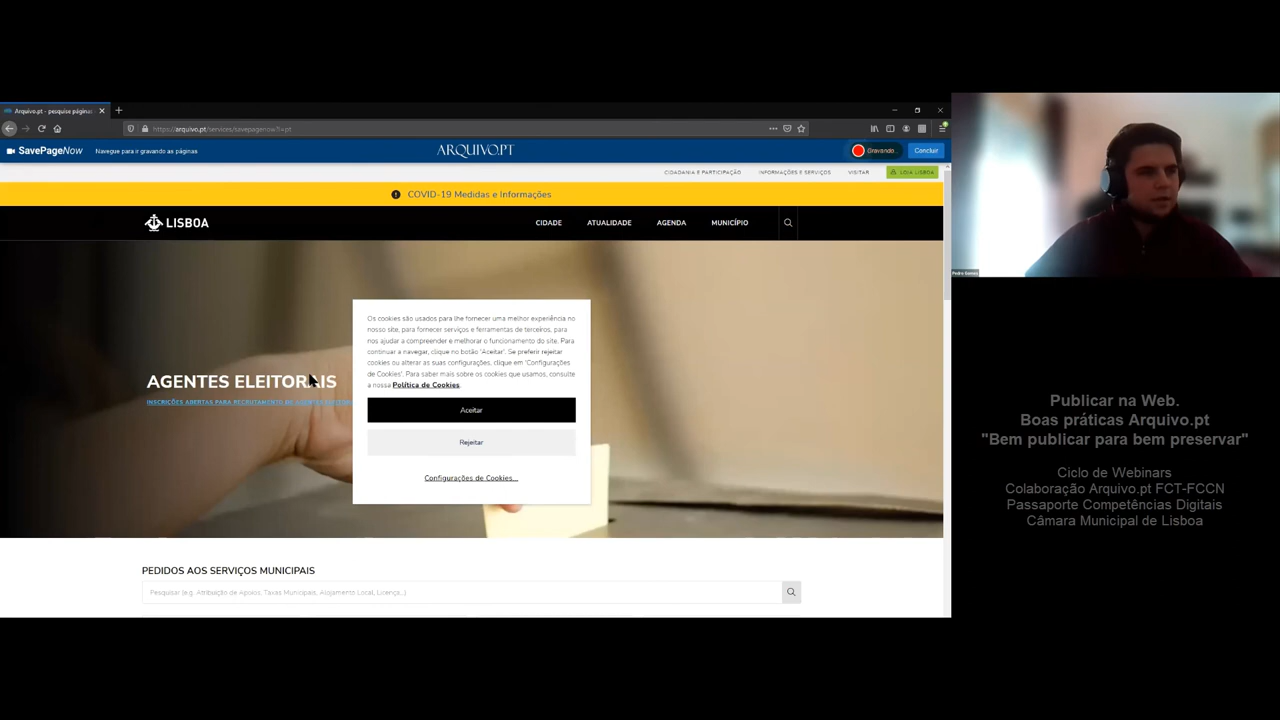 Arquivo.pt - pesquise páginas
https://arquivo.pt/services/savepagenow?l=pt
SavePageNow
Navegue para ir gravando as páginas
ARQUIVO.PT
Gravando...
Concluir
CIDADANIA E PARTICIPAÇÃO
INFORMAÇÕES E SERVIÇOS
VISITAR
LOJA LISBOA
COVID-19 Medidas e Informações
LISBOA
CIDADE
ATUALIDADE
AGENDA
MUNICÍPIO
AGENTES ELEITORAIS
INSCRIÇÕES ABERTAS PARA RECRUTAMENTO DE AGENTES
Os cookies são usados para lhe fornecer uma melhor experiência no
nosso site, para fornecer serviços e ferramentas de terceiros, para
nos ajudar a compreender e melhorar o funcionamento do site. Para
continuar a navegar, clique no botão 'Aceitar'. Se preferir rejeitar
cookies ou alterar as suas configurações, clique em 'Configurações
de Cookies'. Para saber mais sobre os cookies que usamos, consulte
a nossa Política de Cookies.
Aceitar
Rejeitar
Configurações de Cookies...
PEDIDOS AOS SERVIÇOS MUNICIPAIS
Pesquisar (e.g. Atribuição de Apoios, Taxas Municipais, Alojamento Local, Licença...)
Pedro Gomes
Publicar na Web.
Boas práticas Arquivo.pt
"Bem publicar para bem preservar"
Ciclo de Webinars
Colaboração Arquivo.pt FCT-FCCN
Passaporte Competências Digitais
Câmara Municipal de Lisboa